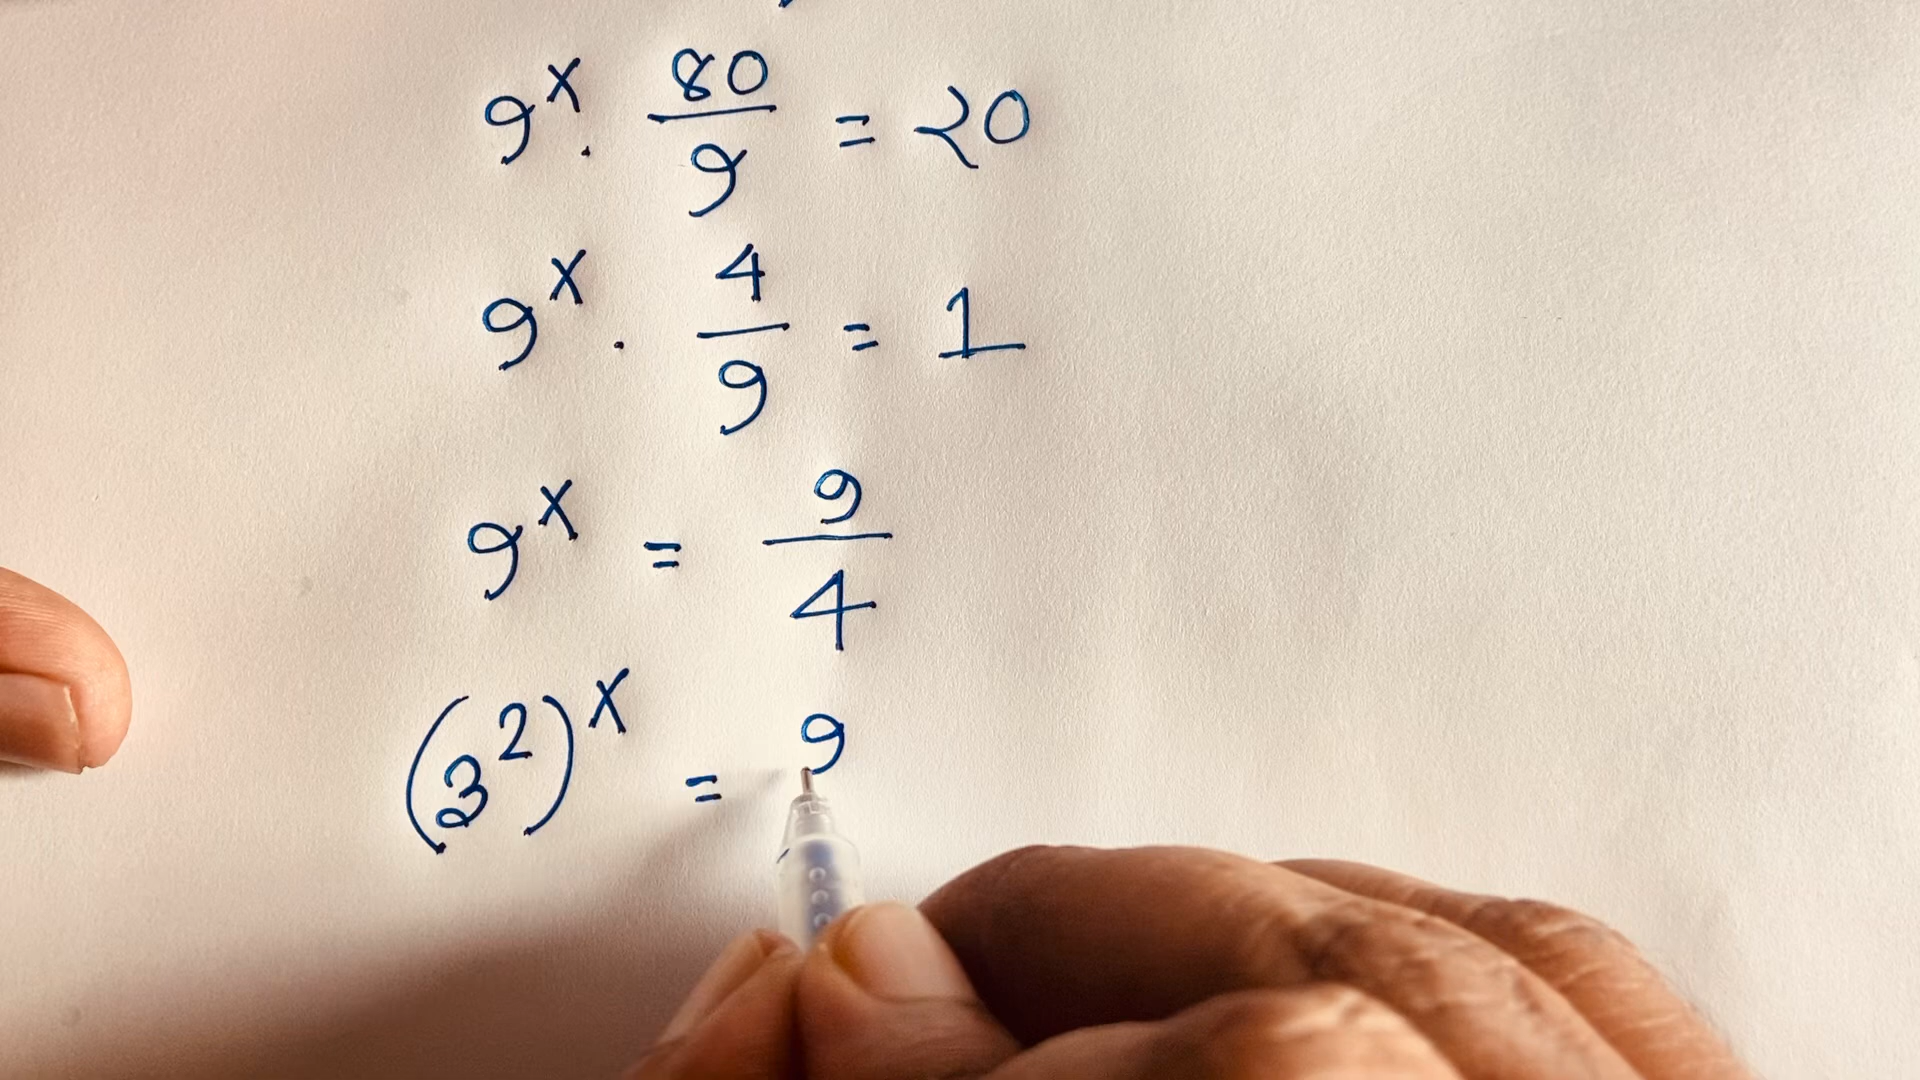 9^x · 80/9 = 20
9^x · 4/9 = 1
9^x = 9/4
(3^2)^x = 9